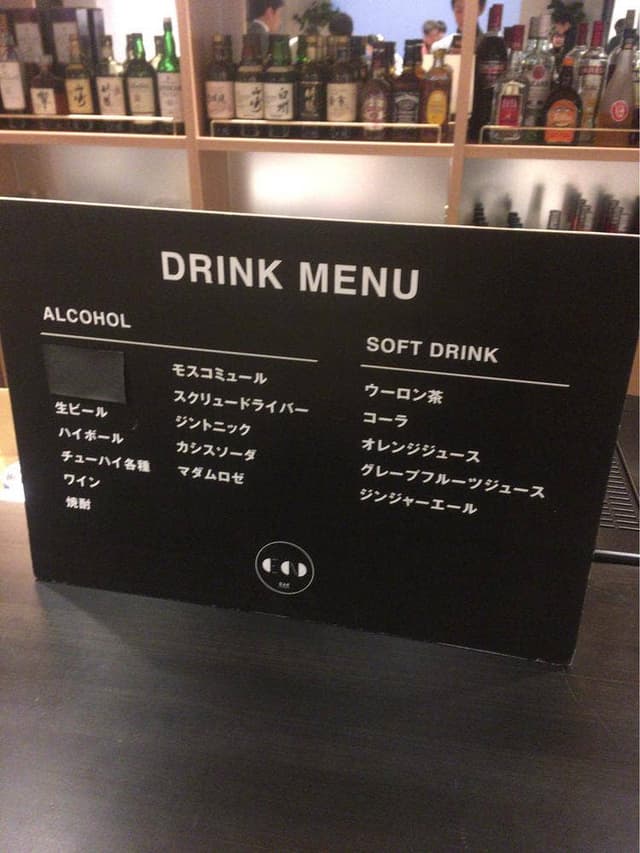 DRINK MENU
ALCOHOL
生ビール
ハイボール
チューハイ各種
ワイン
焼酎
モスコミュール
スクリュードライバー
ジントニック
カシスソーダ
マダムロゼ
SOFT DRINK
ウーロン茶
コーラ
オレンジジュース
グレープフルーツジュース
ジンジャーエール
END
山崎
白州